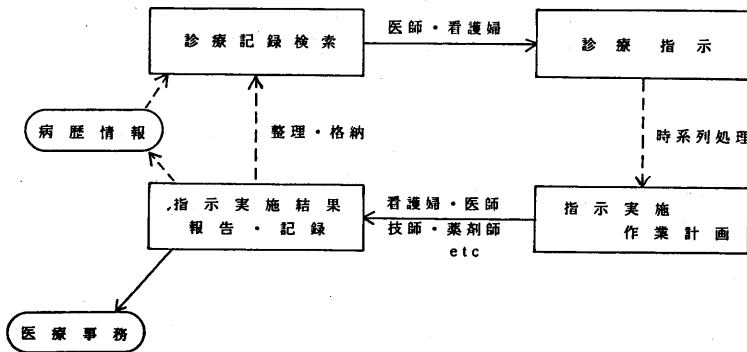 診療記録検索
医師・看護婦
診療指示
病歴情報
整理・格納
時系列処理
指示実施結果
報告・記録
看護婦・医師
技師・薬剤師
etc
指示実施
作業計画
医療事務